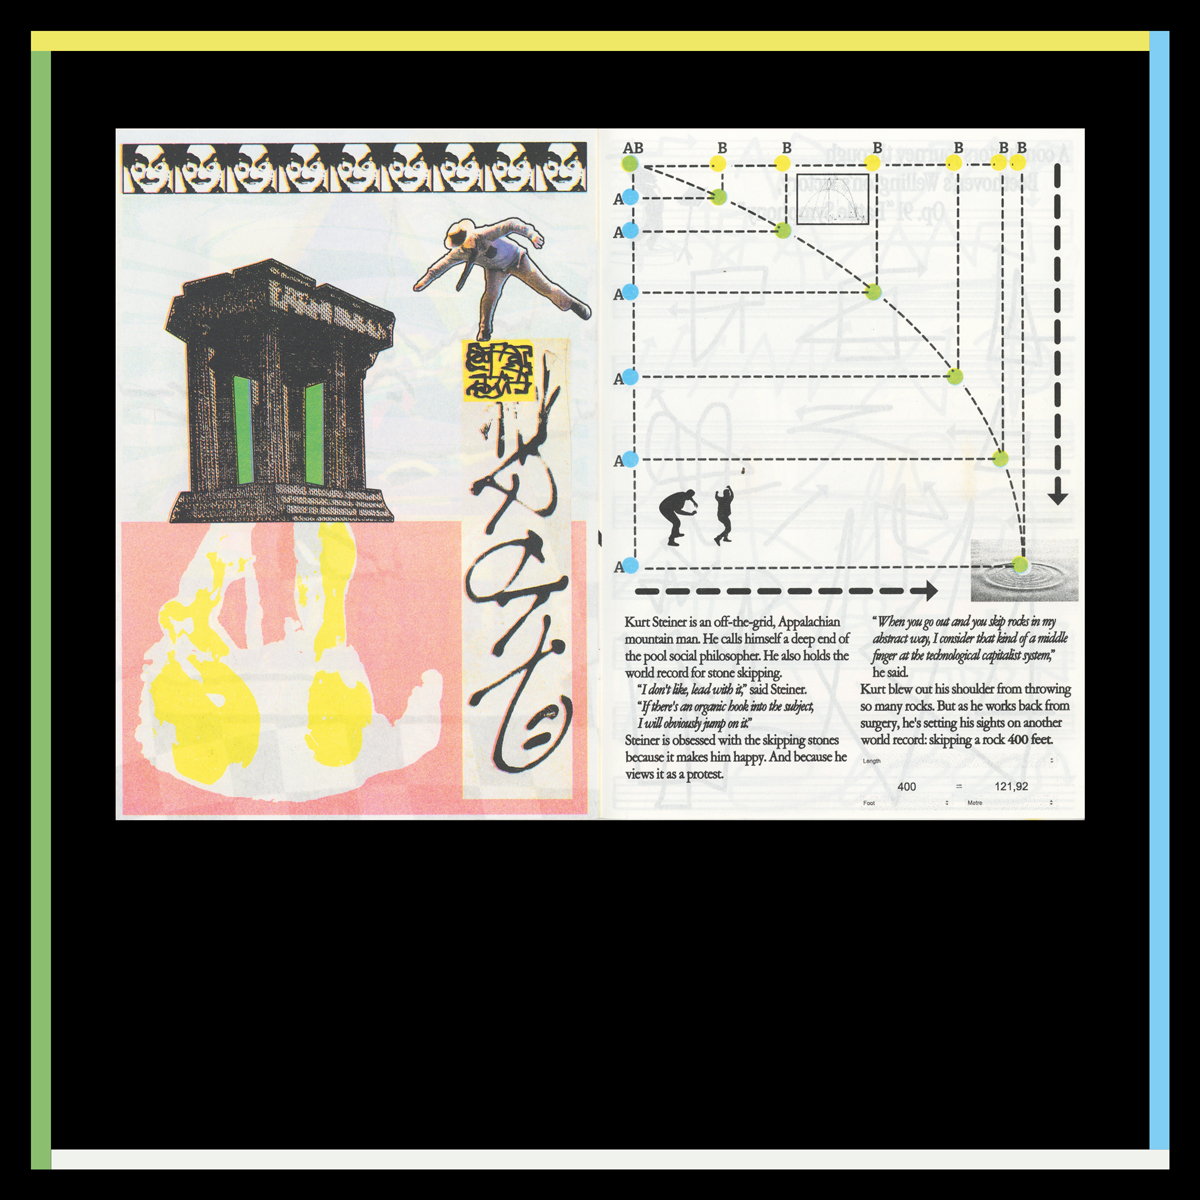 AB B B B B B B
A
A
A
A
A
A
Kurt Steiner is an off-the-grid, Appalachian
mountain man. He calls himself a deep end of
the pool social philosopher. He also holds the
world record for stone skipping.
“I don't like, lead with it,” said Steiner.
“If there's an organic hook into the subject,
I will obviously jump on it.”
Steiner is obsessed with the skipping stones
because it makes him happy. And because he
views it as a protest.
“When you go out and you skip rocks in my
abstract way, I consider that kind of a middle
finger at the technological capitalist system,”
he said.
Kurt blew out his shoulder from throwing
so many rocks. But as he works back from
surgery, he's setting his sights on another
world record: skipping a rock 400 feet.
Length
400 = 121,92
Foot Metre